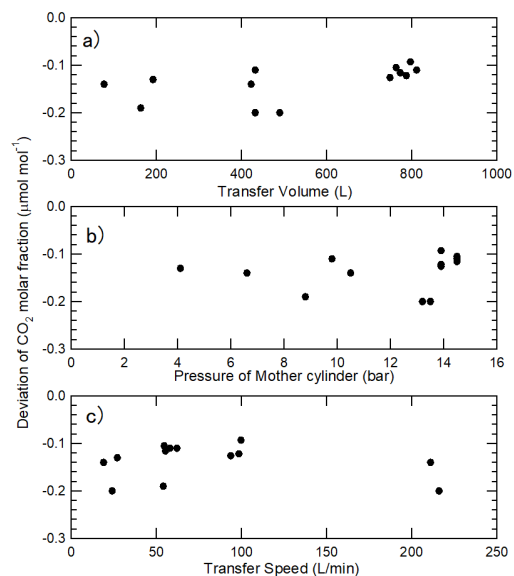 Deviation of CO₂ molar fraction (μmol mol⁻¹)
a)
0.0
-0.1
-0.2
-0.3
0 200 400 600 800 1000
Transfer Volume (L)
b)
0.0
-0.1
-0.2
-0.3
0 2 4 6 8 10 12 14 16
Pressure of Mother cylinder (bar)
c)
0.0
-0.1
-0.2
-0.3
0 50 100 150 200 250
Transfer Speed (L/min)